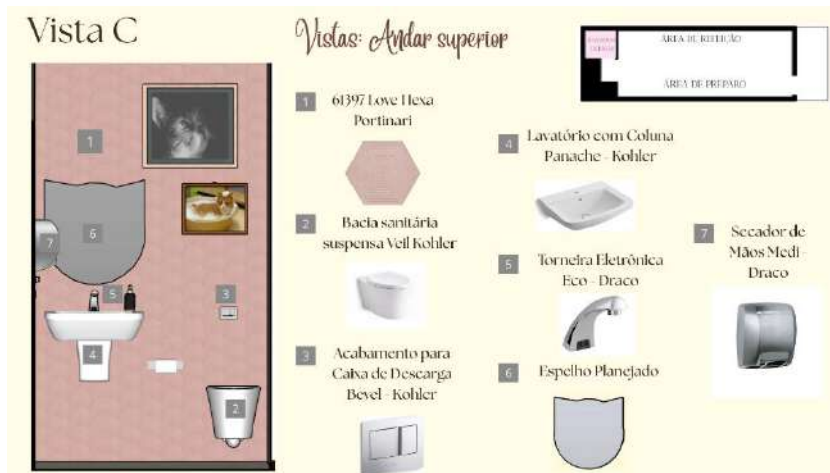 Vista C
Vistas: Andar superior
ÁREA DE REFEIÇÃO
ÁREA DE PREPARO
1
61397 Love Hexa
Portinari
2
Bacia sanitária
suspensa Veil Kohler
3
Acabamento para
Caixa de Descarga
Bevel - Kohler
4
Lavatório com Coluna
Panache - Kohler
5
Torneira Eletrônica
Eco - Draco
6
Espelho Planejado
7
Secador de
Mãos Medi -
Draco
1
6
7
5
3
4
2